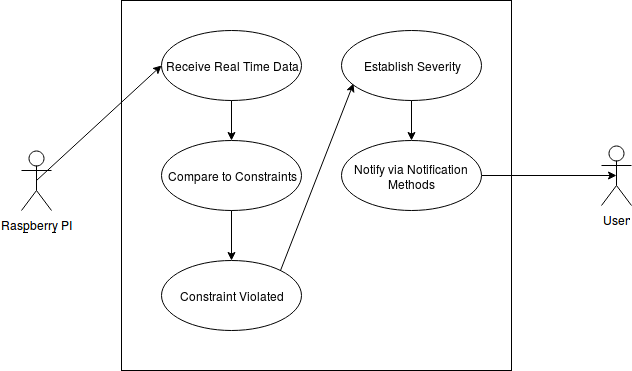 Receive Real Time Data
Establish Severity
Compare to Constraints
Notify via Notification
Methods
Raspberry PI
User
Constraint Violated